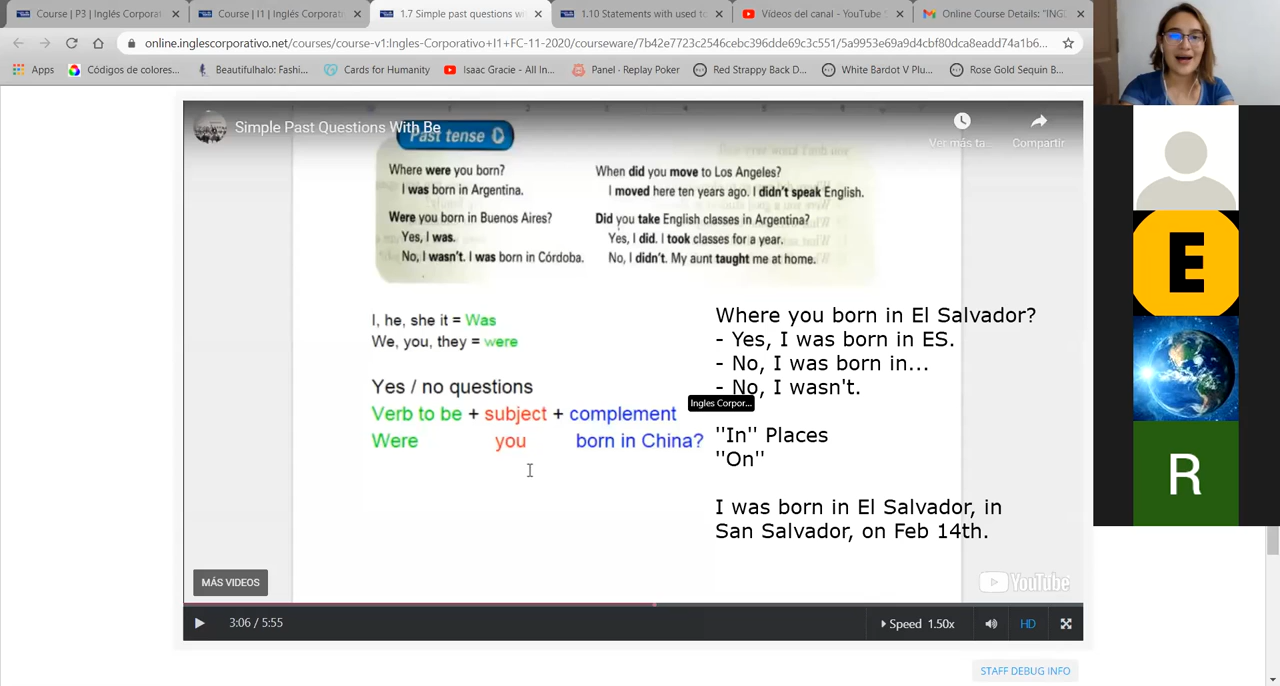 Course | P3 | Inglés Corporat
Course | I1 | Inglés Corporat
1.7 Simple past questions wi
1.10 Statements with used to
Vídeos del canal - YouTube S
Online Course Details: "ING
online.inglescorporativo.net/courses/course-v1:Ingles-Corporativo+I1+FC-11-2020/courseware/7b42e7723c2546cebc396dde69c3c551/5a9953e69a9d4cbf80dca8eadd74a1b6...
Apps
Códigos de colores...
Beautifulhalo: Fashi...
Cards for Humanity
Isaac Gracie - All In...
Panel · Replay Poker
Red Strappy Back D...
White Bardot V Plu...
Rose Gold Sequin B...
Simple Past Questions With Be
Ver más ta...
Compartir
Past tense
Where were you born?
I was born in Argentina.
Were you born in Buenos Aires?
Yes, I was.
No, I wasn't. I was born in Córdoba.
When did you move to Los Angeles?
I moved here ten years ago. I didn't speak English.
Did you take English classes in Argentina?
Yes, I did. I took classes for a year.
No, I didn't. My aunt taught me at home.
I, he, she it = Was
We, you, they = were
Yes / no questions
Verb to be + subject + complement
Were you born in China?
Where you born in El Salvador?
- Yes, I was born in ES.
- No, I was born in...
- No, I wasn't.
Ingles Corpor...
''In'' Places
''On''
I was born in El Salvador, in
San Salvador, on Feb 14th.
MÁS VIDEOS
YouTube
3:06 / 5:55
Speed 1.50x
HD
STAFF DEBUG INFO
E
R